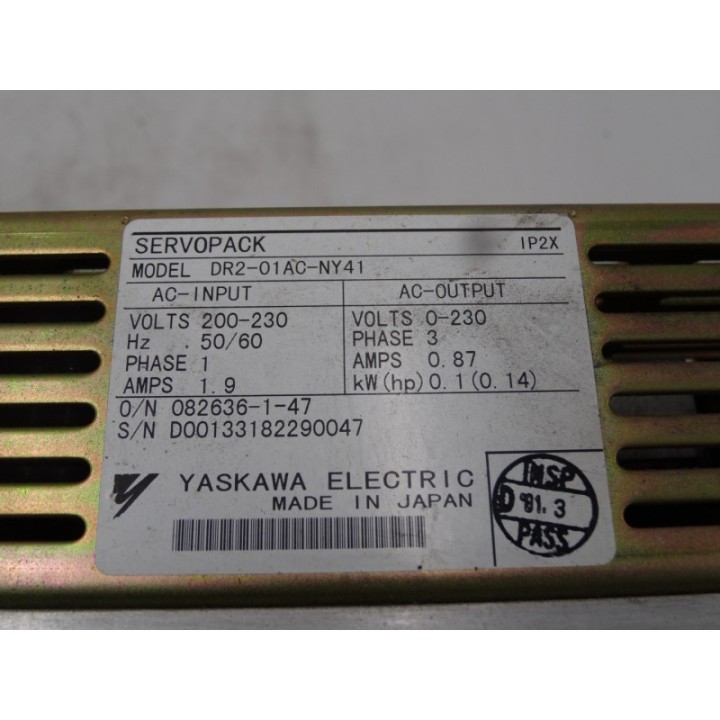 SERVOPACK IP2X
MODEL DR2-01AC-NY41
AC-INPUT AC-OUTPUT
VOLTS 200-230 VOLTS 0-230
Hz 50/60 PHASE 3
PHASE 1 AMPS 0.87
AMPS 1.9 kW(hp)0.1(0.14)
O/N 082636-1-47
S/N D00133182290047
YASKAWA ELECTRIC
MADE IN JAPAN
INSP
D '01.3
PASS